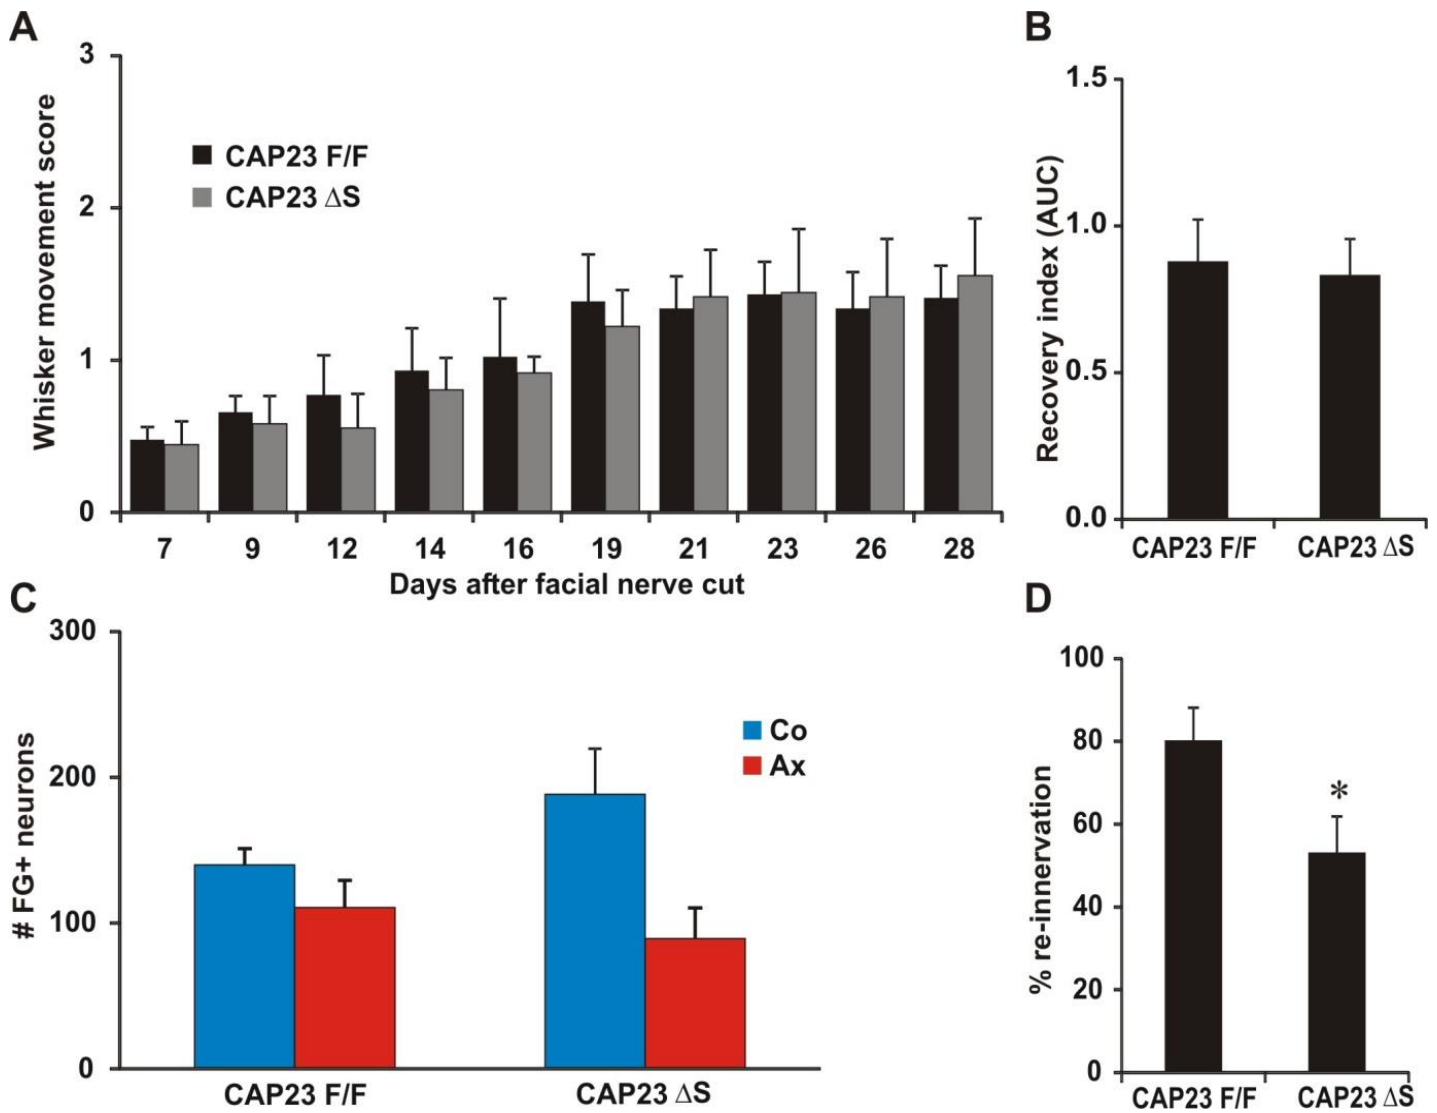 A
Whisker movement score
3
2
1
0
CAP23 F/F
CAP23 ΔS
7 9 12 14 16 19 21 23 26 28
Days after facial nerve cut
B
Recovery index (AUC)
1.5
1.0
0.5
0.0
CAP23 F/F CAP23 ΔS
C
# FG+ neurons
300
200
100
0
Co
Ax
CAP23 F/F CAP23 ΔS
D
% re-innervation
100
80
60
40
20
0
*
CAP23 F/F CAP23 ΔS